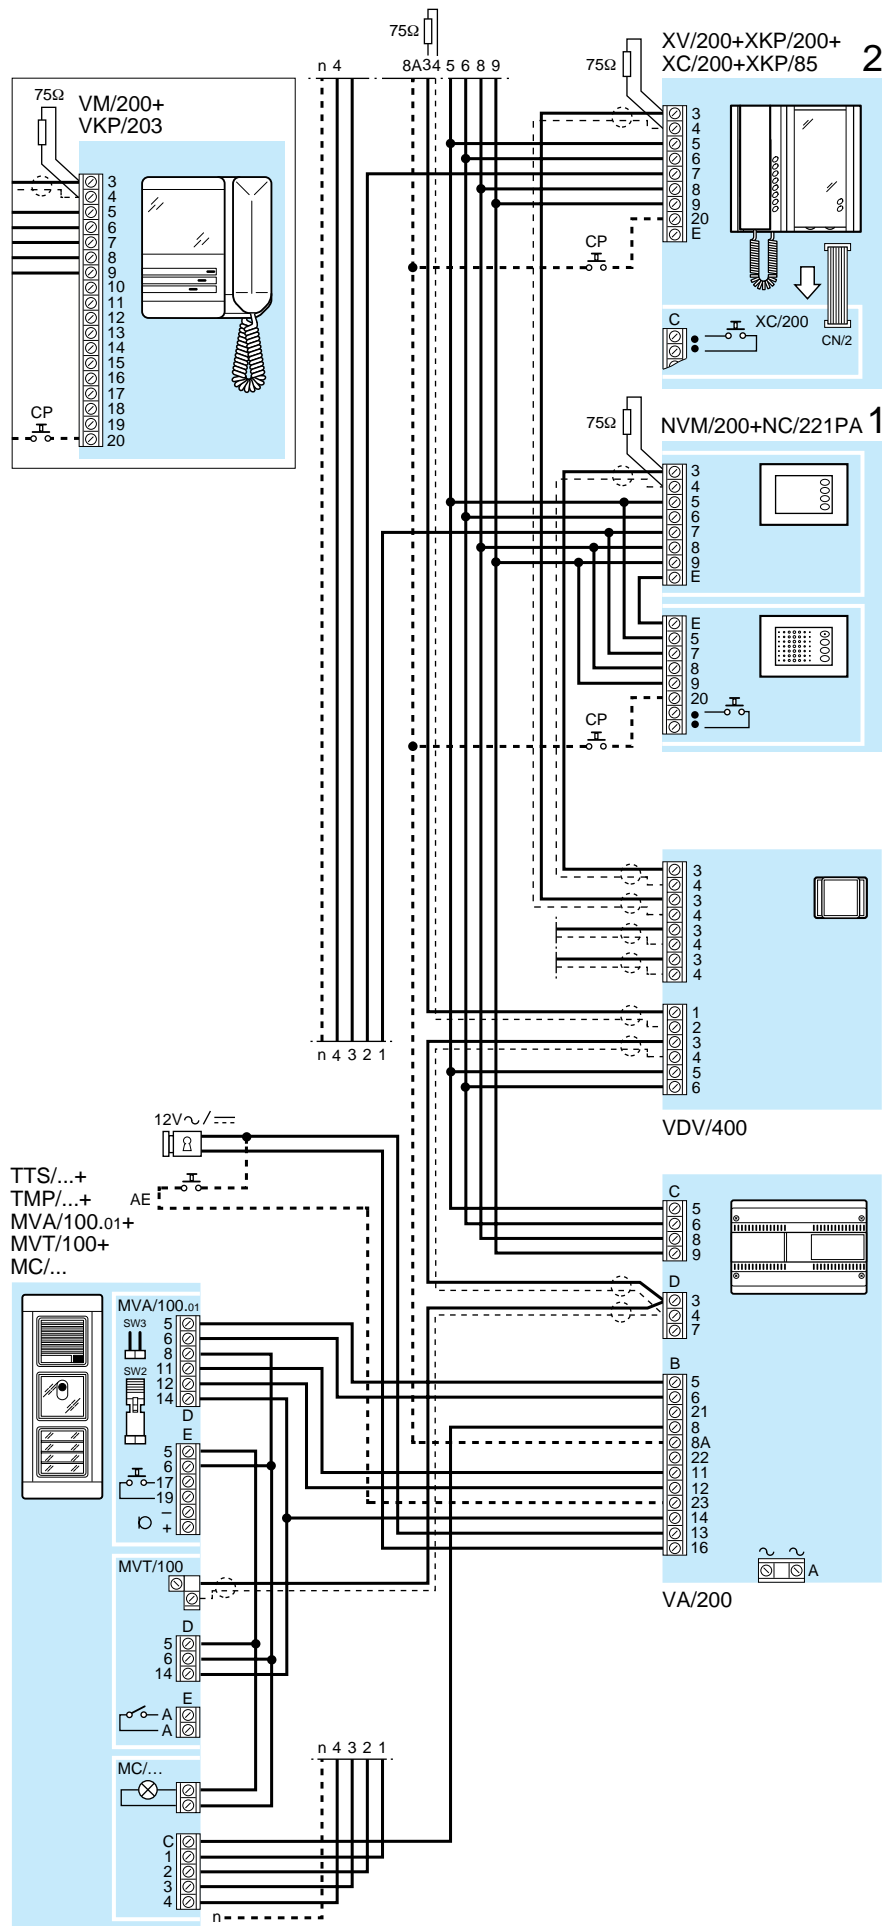 75Ω
n 4 8A 3 4 5 6 8 9
XV/200+XKP/200+
XC/200+XKP/85
2
75Ω
3
4
5
6
7
8
9
20
E
CP
C
XC/200
CN/2
75Ω
VM/200+
VKP/203
3
4
5
6
7
8
9
10
11
12
13
14
15
16
17
18
19
20
CP
75Ω
NVM/200+NC/221PA 1
3
4
5
6
7
8
9
E
E
5
7
8
9
20
CP
3
4
3
4
3
4
3
4
1
2
3
4
5
6
VDV/400
n 4 3 2 1
12V~/⎓
AE
TTS/...+
TMP/...+
MVA/100.01+
MVT/100+
MC/...
C
5
6
8
9
D
3
4
7
B
5
6
21
8
8A
22
11
12
23
14
13
16
~ ~
A
VA/200
MVA/100.01
SW3
SW2
5
6
8
11
12
14
D
E
5
6
17
19
–
+
MVT/100
D
5
6
14
E
A
A
MC/...
C
1
2
3
4
n 4 3 2 1
n